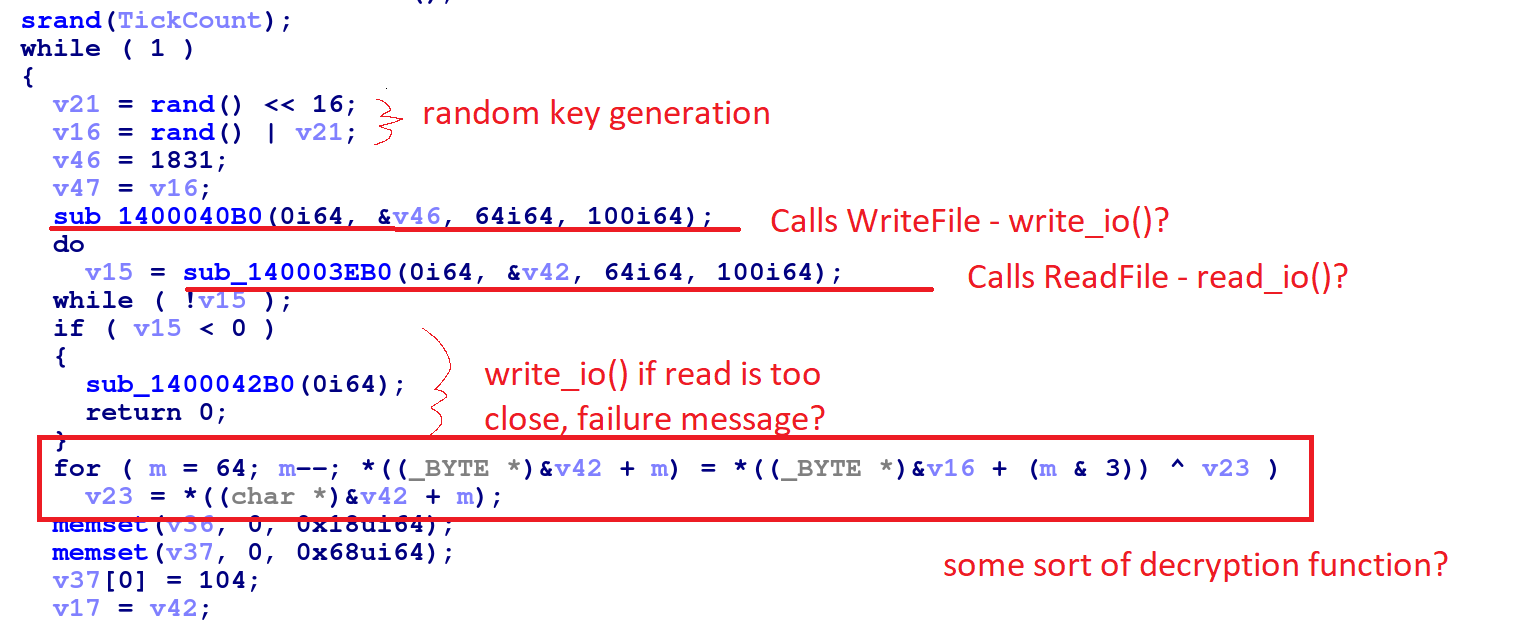 srand(TickCount);
while ( 1 )
{
v21 = rand() << 16;
random key generation
v16 = rand() | v21;
v46 = 1831;
v47 = v16;
sub_1400040B0(0i64, &v46, 64i64, 100i64);
Calls WriteFile - write_io()?
do
v15 = sub_140003EB0(0i64, &v42, 64i64, 100i64);
Calls ReadFile - read_io()?
while ( !v15 );
if ( v15 < 0 )
{
sub_1400042B0(0i64);
return 0;
write_io() if read is too
close, failure message?
}
for ( m = 64; m--; *((_BYTE *)&v42 + m) = *((_BYTE *)&v16 + (m & 3)) ^ v23 )
v23 = *((char *)&v42 + m);
memset(v36, 0, 0x18ui64);
memset(v37, 0, 0x68ui64);
some sort of decryption function?
v37[0] = 104;
v17 = v42;